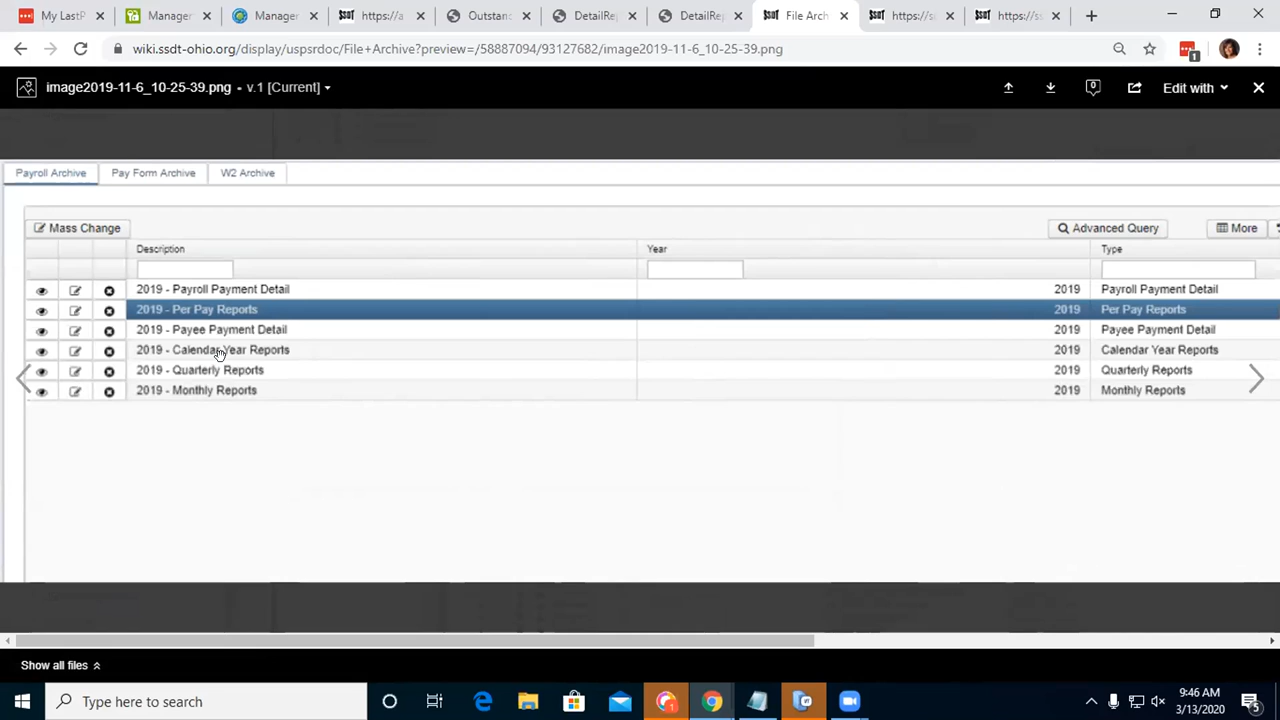 My LastP
Manager
Manager
https://a
Outstan
DetailRe
DetailRep
File Arch
https://s
https://ss
wiki.ssdt-ohio.org/display/uspsrdoc/File+Archive?preview=/58887094/93127682/image2019-11-6_10-25-39.png
1
image2019-11-6_10-25-39.png - v.1 [Current]
0
Edit with
Payroll Archive Pay Form Archive W2 Archive
Mass Change Advanced Query More
Description Year Type
2019 - Payroll Payment Detail 2019 Payroll Payment Detail
2019 - Per Pay Reports 2019 Per Pay Reports
2019 - Payee Payment Detail 2019 Payee Payment Detail
2019 - Calendar Year Reports 2019 Calendar Year Reports
2019 - Quarterly Reports 2019 Quarterly Reports
2019 - Monthly Reports 2019 Monthly Reports
Show all files
Type here to search
9:46 AM
3/13/2020
5